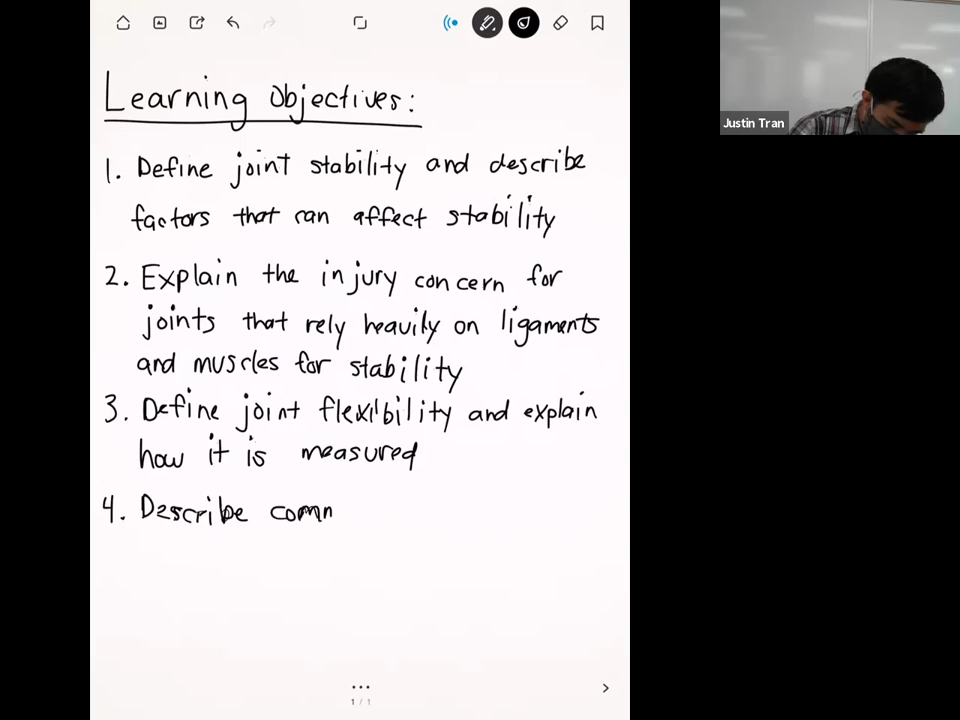 Learning Objectives:
1. Define joint stability and describe
factors that can affect stability
2. Explain the injury concern for
joints that rely heavily on ligaments
and muscles for stability
3. Define joint flexibility and explain
how it is measured
4. Describe comn
1 / 1
Justin Tran